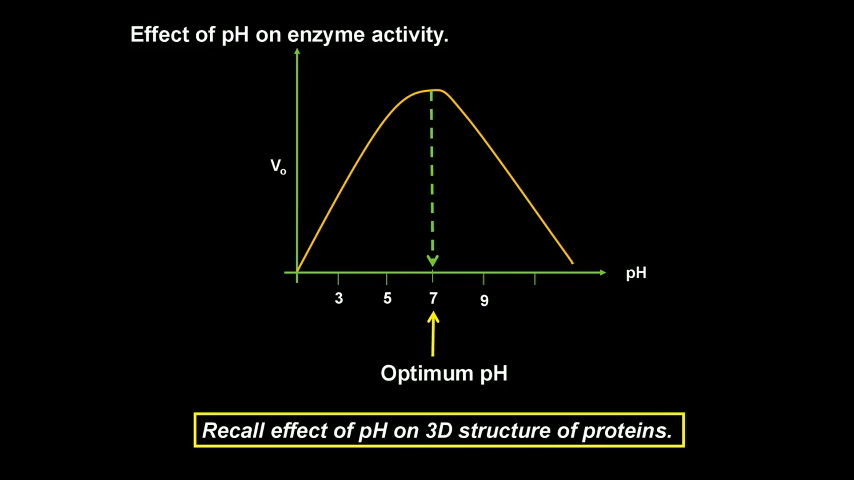 Effect of pH on enzyme activity.
Vo
pH
3 5 7 9
Optimum pH
Recall effect of pH on 3D structure of proteins.